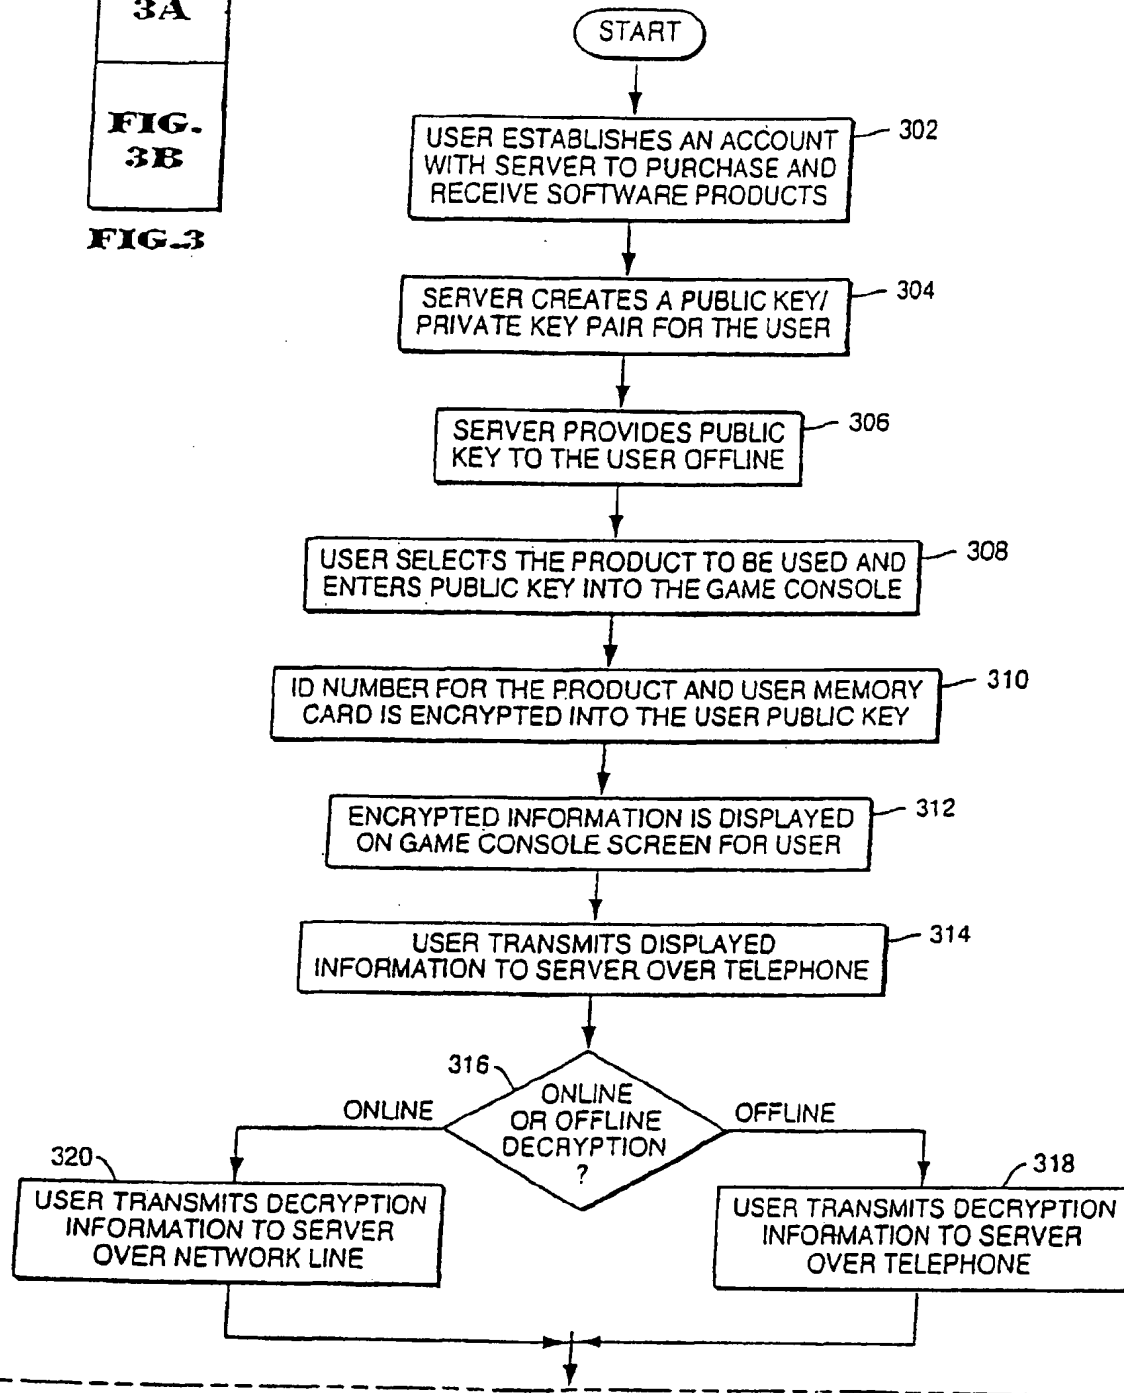 3A
FIG.
3B
FIG.3
START
302
USER ESTABLISHES AN ACCOUNT
WITH SERVER TO PURCHASE AND
RECEIVE SOFTWARE PRODUCTS
304
SERVER CREATES A PUBLIC KEY/
PRIVATE KEY PAIR FOR THE USER
306
SERVER PROVIDES PUBLIC
KEY TO THE USER OFFLINE
308
USER SELECTS THE PRODUCT TO BE USED AND
ENTERS PUBLIC KEY INTO THE GAME CONSOLE
310
ID NUMBER FOR THE PRODUCT AND USER MEMORY
CARD IS ENCRYPTED INTO THE USER PUBLIC KEY
312
ENCRYPTED INFORMATION IS DISPLAYED
ON GAME CONSOLE SCREEN FOR USER
314
USER TRANSMITS DISPLAYED
INFORMATION TO SERVER OVER TELEPHONE
316
ONLINE
OR OFFLINE
DECRYPTION
?
ONLINE
OFFLINE
320
USER TRANSMITS DECRYPTION
INFORMATION TO SERVER
OVER NETWORK LINE
318
USER TRANSMITS DECRYPTION
INFORMATION TO SERVER
OVER TELEPHONE